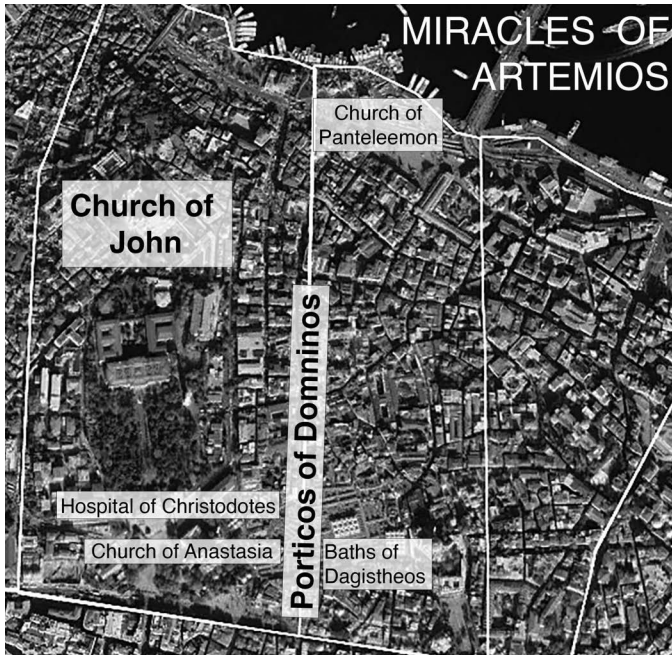 MIRACLES OF
ARTEMIOS
Church of
Panteleemon
Church of
John
Porticos of Domninos
Hospital of Christodotes
Church of Anastasia
Baths of
Dagistheos